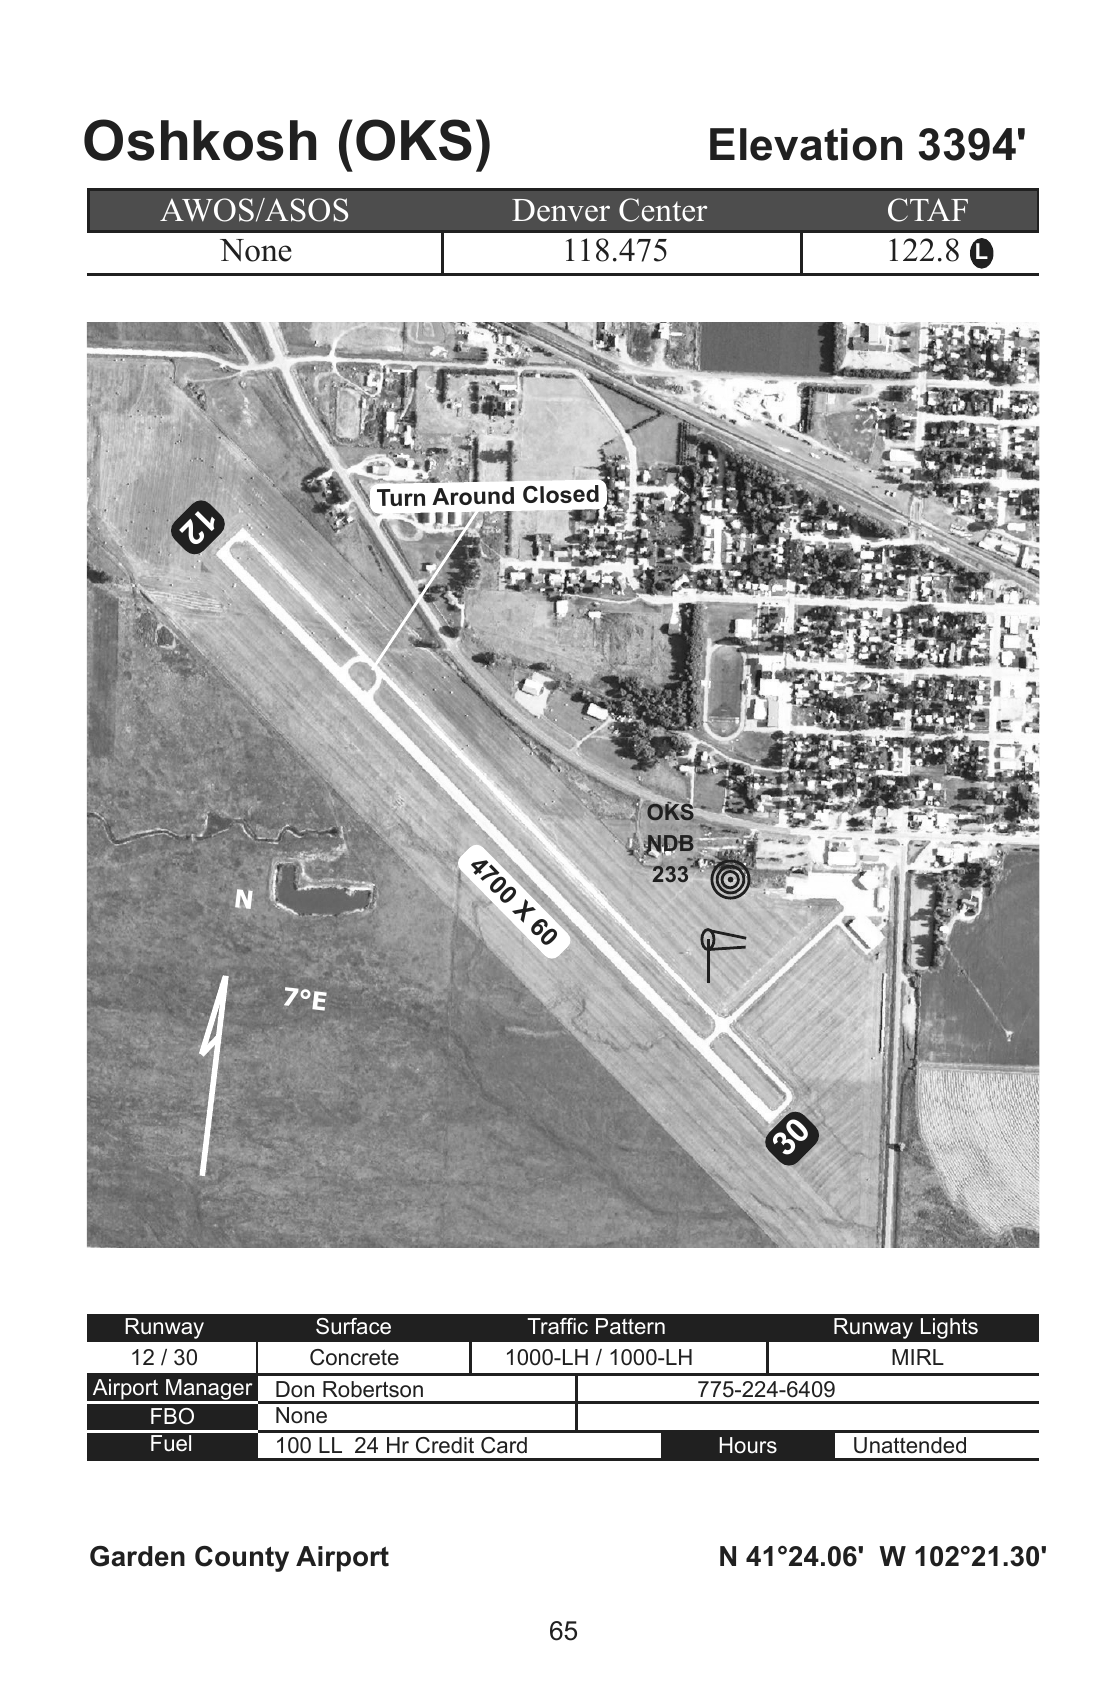 Oshkosh (OKS) Elevation 3394'
AWOS/ASOS Denver Center CTAF
None 118.475 122.8 L
Turn Around Closed
12
OKS
NDB
233
4700 X 60
N
7°E
30
Runway Surface Traffic Pattern Runway Lights
12 / 30 Concrete 1000-LH / 1000-LH MIRL
Airport Manager Don Robertson 775-224-6409
FBO None
Fuel 100 LL 24 Hr Credit Card Hours Unattended
Garden County Airport N 41°24.06' W 102°21.30'
65